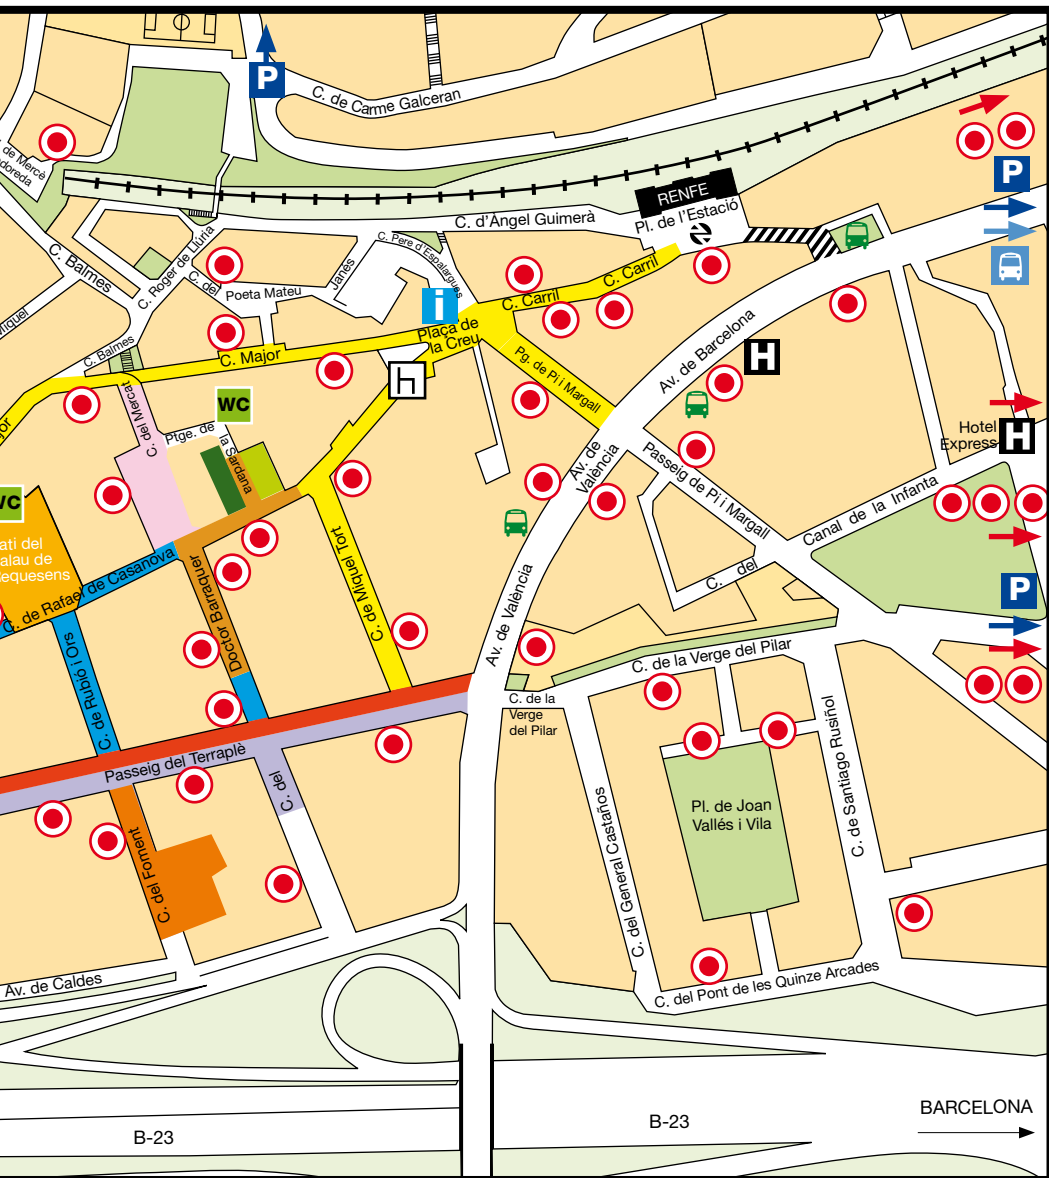 P
C. de Carme Galceran
de Mercè
P
RENFE
Pl. de l'Estació
C. d'Àngel Guimerà
C. Pere d'Espalargues
C. Balmes
C. Roger de Llúria
C. del
Poeta Mateu
Janés
C. Carril
C. Carril
i
Plaça de
la Creu
C. Balmes
C. Major
Pg. de Pi i Margall
Av. de Barcelona
H
C. del Mercat
WC
Ptge. de
la Sardana
Hotel
Express
H
Av. de
València
Passeig de Pi i Margall
Canal de la Infanta
C. del
WC
Requesens
C. de Rafael de Casanova
Doctor Barraquer
C. de Miquel Tort
Av. de València
P
C. de Rubió i Ors
C. de la Verge del Pilar
C. de la
Verge
del Pilar
Passeig del Terraplè
C. del
C. del Foment
C. del General Castaños
Pl. de Joan
Vallés i Vila
C. de Santiago Rusiñol
Av. de Caldes
C. del Pont de les Quinze Arcades
B-23
B-23
BARCELONA